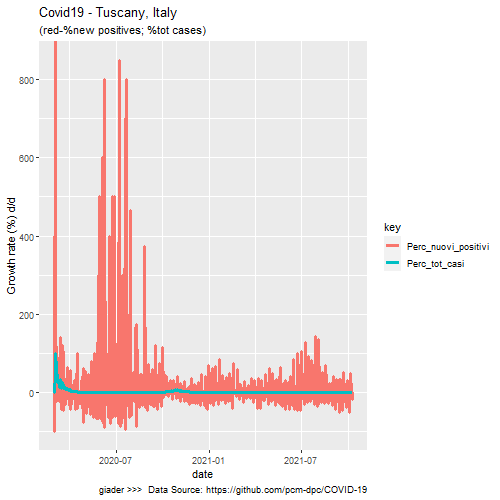 Covid19 - Tuscany, Italy
(red-%new positives; %tot cases)
Growth rate (%) d/d
800
600
400
200
0
2020-07
2021-01
2021-07
date
key
Perc_nuovi_positivi
Perc_tot_casi
giader >>>  Data Source: https://github.com/pcm-dpc/COVID-19